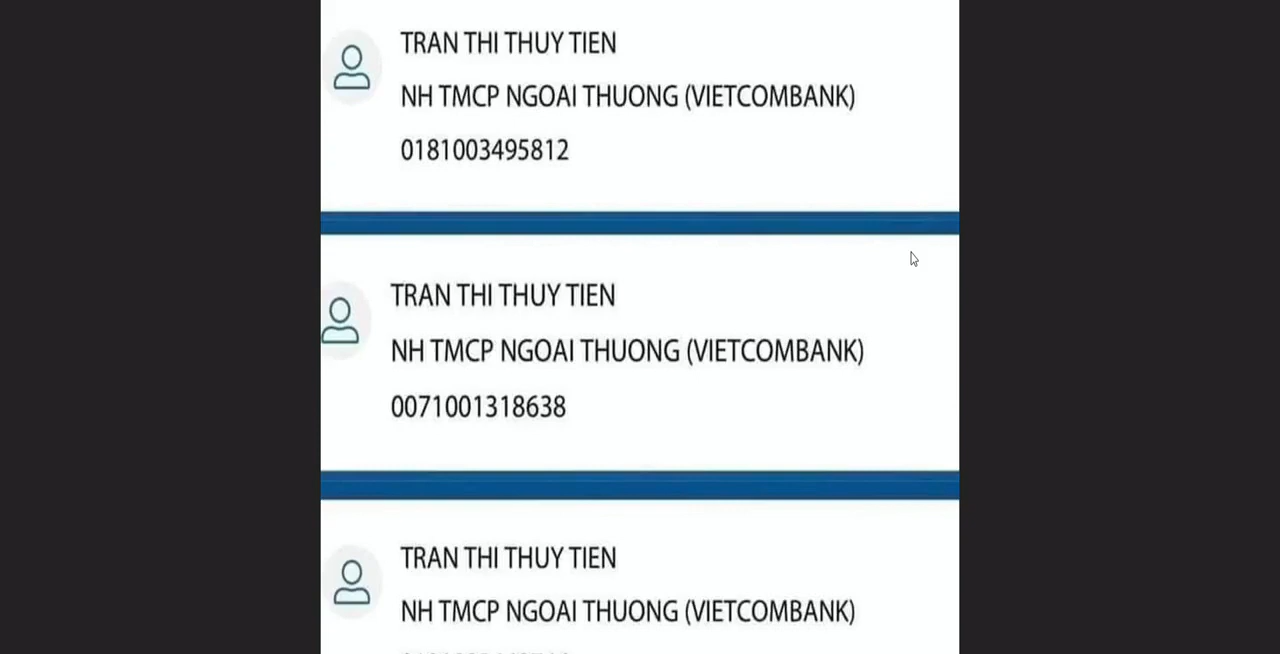 TRAN THI THUY TIEN
NH TMCP NGOAI THUONG (VIETCOMBANK)
0181003495812
TRAN THI THUY TIEN
NH TMCP NGOAI THUONG (VIETCOMBANK)
0071001318638
TRAN THI THUY TIEN
NH TMCP NGOAI THUONG (VIETCOMBANK)